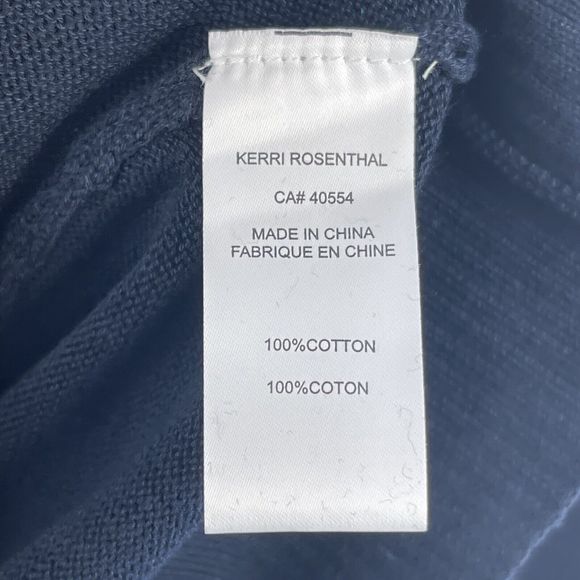 KERRI ROSENTHAL
CA# 40554
MADE IN CHINA
FABRIQUE EN CHINE
100%COTTON
100%COTON